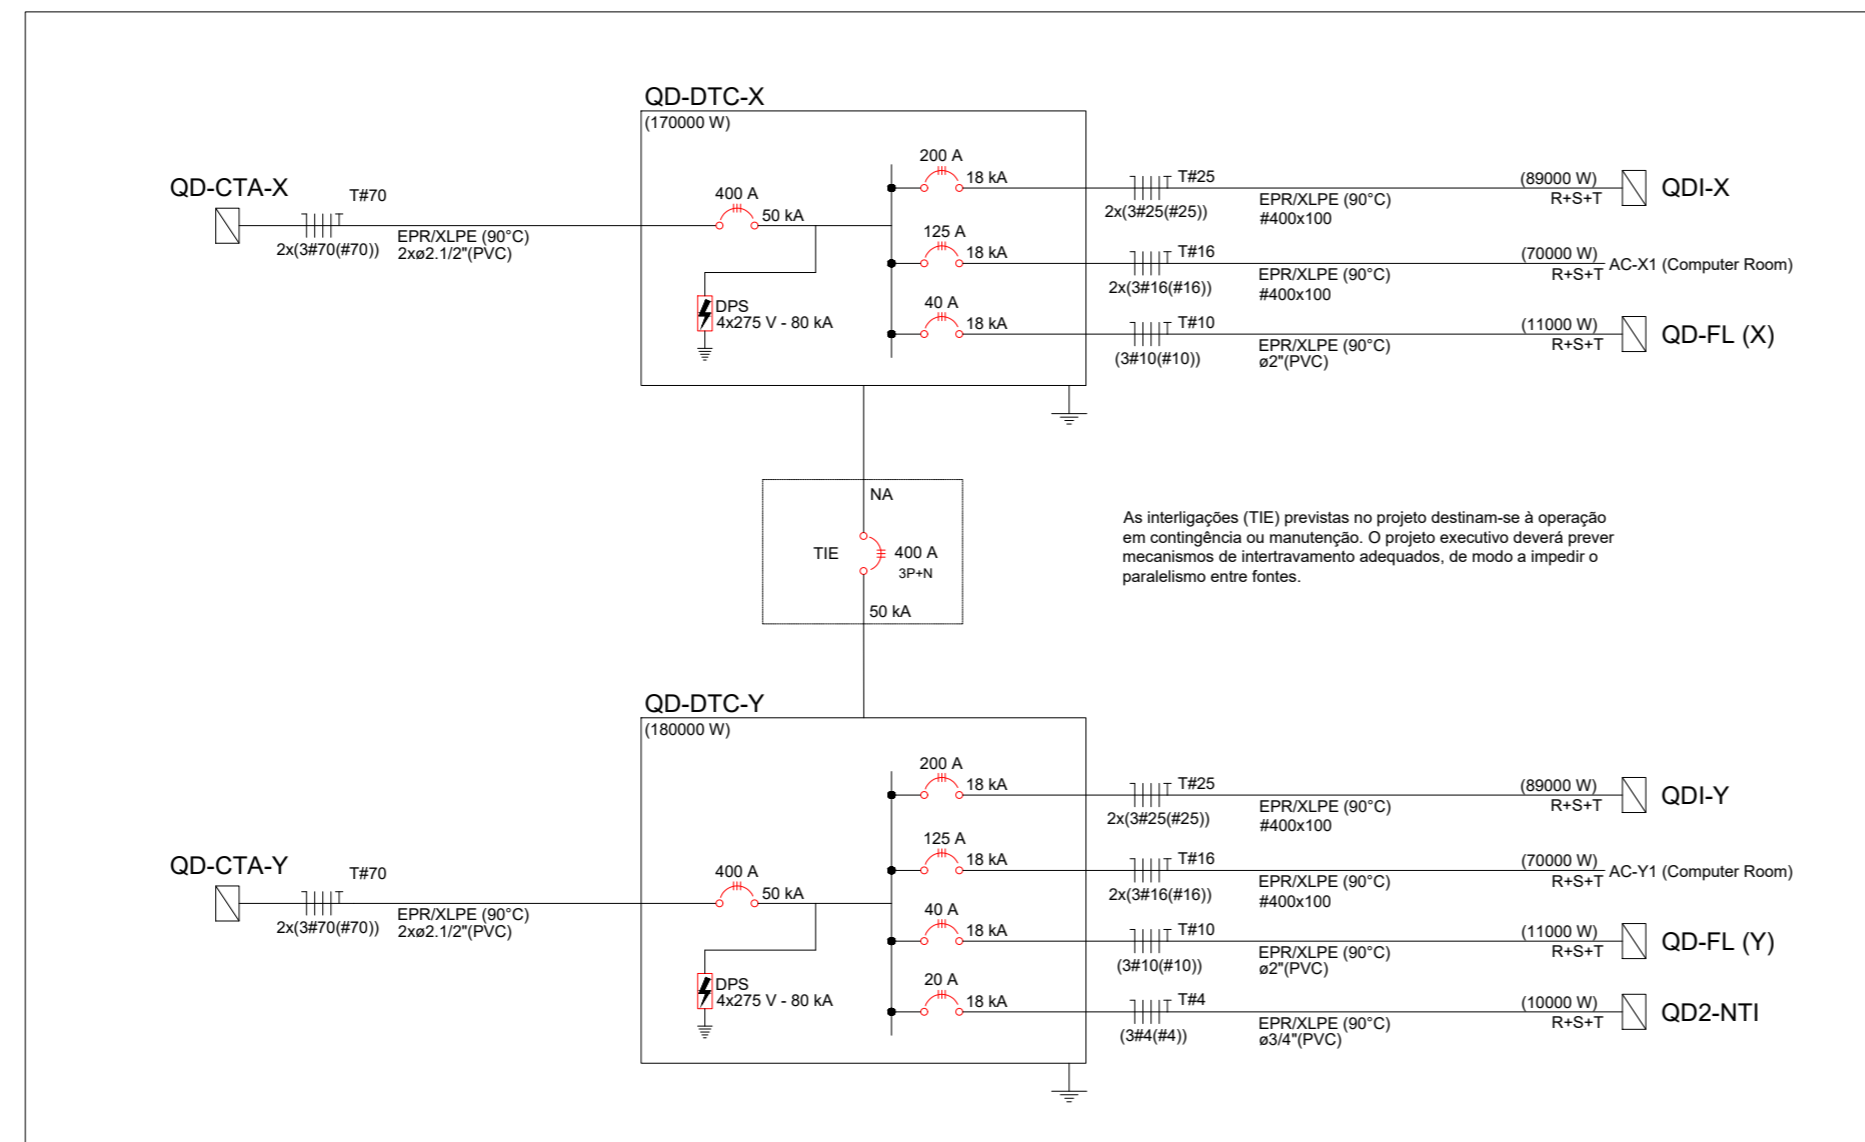 QD-DTC-X
(170000 W)
QD-CTA-X
T#70
2x(3#70(#70))
EPR/XLPE (90°C)
2xø2.1/2"(PVC)
400 A
50 kA
DPS
4x275 V - 80 kA
200 A
18 kA
T#25
2x(3#25(#25))
EPR/XLPE (90°C)
#400x100
(89000 W)
R+S+T
QDI-X
125 A
18 kA
T#16
2x(3#16(#16))
EPR/XLPE (90°C)
#400x100
(70000 W)
R+S+T
AC-X1 (Computer Room)
40 A
18 kA
T#10
(3#10(#10))
EPR/XLPE (90°C)
ø2"(PVC)
(11000 W)
R+S+T
QD-FL (X)
NA
TIE
400 A
3P+N
50 kA
As interligações (TIE) previstas no projeto destinam-se à operação
em contingência ou manutenção. O projeto executivo deverá prever
mecanismos de intertravamento adequados, de modo a impedir o
paralelismo entre fontes.
QD-DTC-Y
(180000 W)
QD-CTA-Y
T#70
2x(3#70(#70))
EPR/XLPE (90°C)
2xø2.1/2"(PVC)
400 A
50 kA
DPS
4x275 V - 80 kA
200 A
18 kA
T#25
2x(3#25(#25))
EPR/XLPE (90°C)
#400x100
(89000 W)
R+S+T
QDI-Y
125 A
18 kA
T#16
2x(3#16(#16))
EPR/XLPE (90°C)
#400x100
(70000 W)
R+S+T
AC-Y1 (Computer Room)
40 A
18 kA
T#10
(3#10(#10))
EPR/XLPE (90°C)
ø2"(PVC)
(11000 W)
R+S+T
QD-FL (Y)
20 A
18 kA
T#4
(3#4(#4))
EPR/XLPE (90°C)
ø3/4"(PVC)
(10000 W)
R+S+T
QD2-NTI